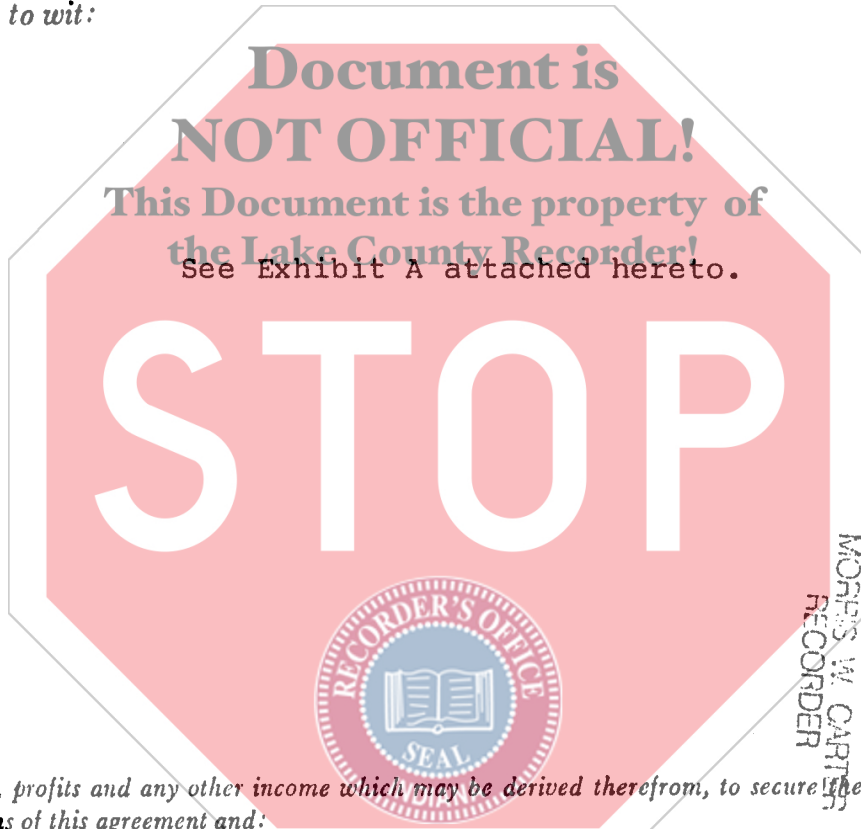 to wit:
Document is
NOT OFFICIAL!
This Document is the property of
the Lake County Recorder!
See Exhibit A attached hereto.
STOP
MORRIS W. CARTER
RECORDER
RECORDER'S OFFICE
SEAL
INDIANA
, profits and any other income which may be derived therefrom, to secure the
of this agreement and: